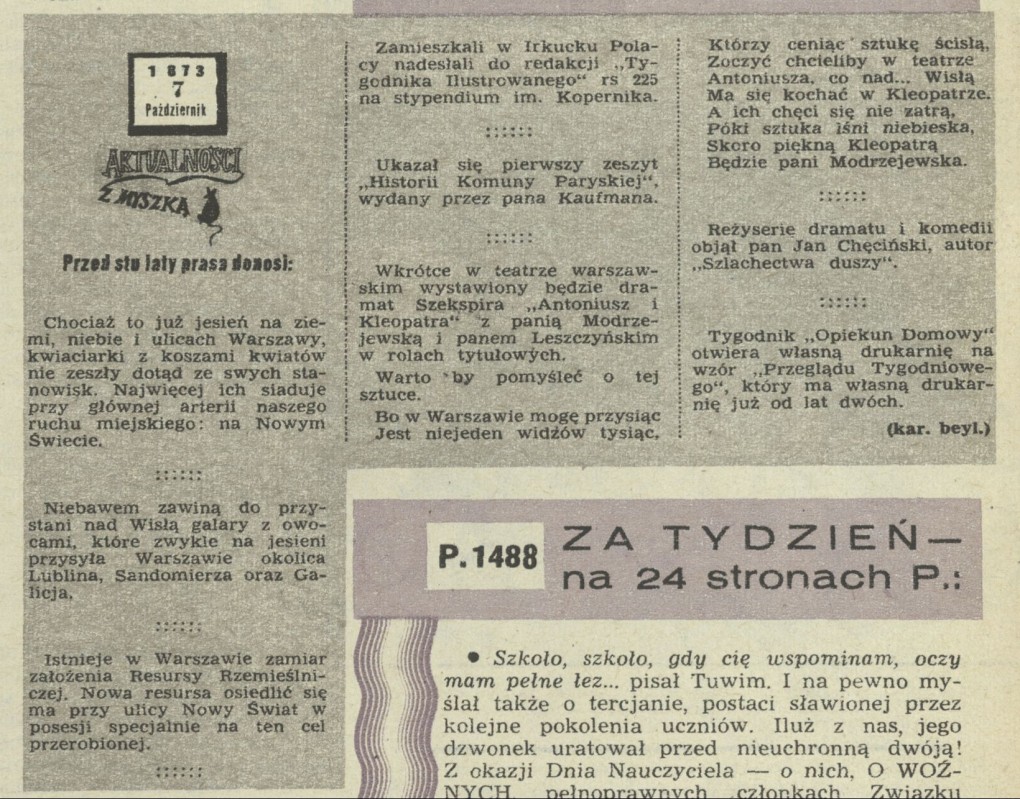 1873
7
Październik
AKTUALNOŚCI
Z MYSZKĄ
Przed stu laty prasa donosi:
Chociaż to już jesień na zie-
mi, niebie i ulicach Warszawy,
kwiaciarki z koszami kwiatów
nie zeszły dotąd ze swych sta-
nowisk. Najwięcej ich siaduje
przy głównej arterii naszego
ruchu miejskiego: na Nowym
Świecie.
::::::
Niebawem zawiną do przy-
stani nad Wisłą galary z owo-
cami, które zwykle na jesieni
przysyła Warszawie okolica
Lublina, Sandomierza oraz Ga-
licja.
::::::
Istnieje w Warszawie zamiar
założenia Resursy Rzemieślni-
czej. Nowa resursa osiedlić się
ma przy ulicy Nowy Świat w
posesji specjalnie na ten cel
przerobionej.
::::::
Zamieszkali w Irkucku Pola-
cy nadesłali do redakcji „Ty-
godnika Ilustrowanego“ rs 225
na stypendium im. Kopernika.
::::::
Ukazał się pierwszy zeszyt
„Historii Komuny Paryskiej“,
wydany przez pana Kaufmana.
::::::
Wkrótce w teatrze warszaw-
skim wystawiony będzie dra-
mat Szekspira „Antoniusz i
Kleopatra“ z panią Modrze-
jewską i panem Leszczyńskim
w rolach tytułowych.
Warto by pomyśleć o tej
sztuce.
Bo w Warszawie mogę przysiąc
Jest niejeden widzów tysiąc,
Którzy ceniąc sztukę ścisłą,
Zoczyć chcieliby w teatrze
Antoniusza, co nad... Wisłą
Ma się kochać w Kleopatrze.
A ich chęci się nie zatrą,
Póki sztuka lśni niebieska,
Skoro piękną Kleopatrą
Będzie pani Modrzejewska.
::::::
Reżyserie dramatu i komedii
objął pan Jan Chęciński, autor
„Szlachectwa duszy“.
::::::
Tygodnik „Opiekun Domowy“
otwiera własną drukarnię na
wzór „Przeglądu Tygodniowe-
go“, który ma własną drukar-
nię już od lat dwóch.
(kar. beyl.)
P.1488
ZA TYDZIEŃ—
na 24 stronach P.:
● Szkoło, szkoło, gdy cię wspominam, oczy
mam pełne łez... pisał Tuwim. I na pewno my-
ślał także o tercjanie, postaci sławionej przez
kolejne pokolenia uczniów. Iluż z nas, jego
dzwonek uratował przed nieuchronną dwóją!
Z okazji Dnia Nauczyciela — o nich, O WOŹ-
NYCH, pełnoprawnych członkach Związku